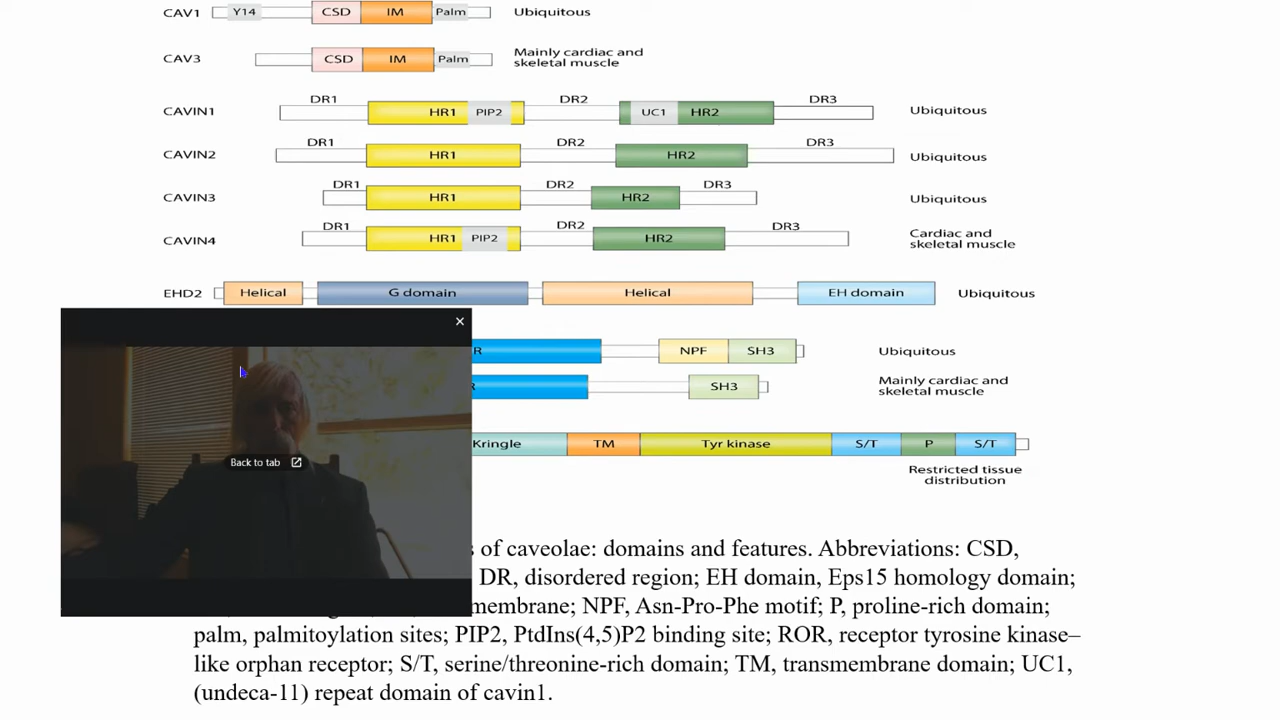 CAV1 Y14 CSD IM Palm Ubiquitous
CAV3 CSD IM Palm Mainly cardiac and
skeletal muscle
DR1 DR2 DR3
CAVIN1 HR1 PIP2 UC1 HR2 Ubiquitous
DR1 DR2 DR3
CAVIN2 HR1 HR2 Ubiquitous
DR1 DR2 DR3
CAVIN3 HR1 HR2 Ubiquitous
DR1 DR2 DR3
CAVIN4 HR1 PIP2 HR2 Cardiac and
skeletal muscle
EHD2 Helical G domain Helical EH domain Ubiquitous
R NPF SH3 Ubiquitous
SH3 Mainly cardiac and
skeletal muscle
Kringle TM Tyr kinase S/T P S/T
Restricted tissue
distribution
Back to tab
of caveolae: domains and features. Abbreviations: CSD,
DR, disordered region; EH domain, Eps15 homology domain;
membrane; NPF, Asn-Pro-Phe motif; P, proline-rich domain;
palm, palmitoylation sites; PIP2, PtdIns(4,5)P2 binding site; ROR, receptor tyrosine kinase–
like orphan receptor; S/T, serine/threonine-rich domain; TM, transmembrane domain; UC1,
(undeca-11) repeat domain of cavin1.